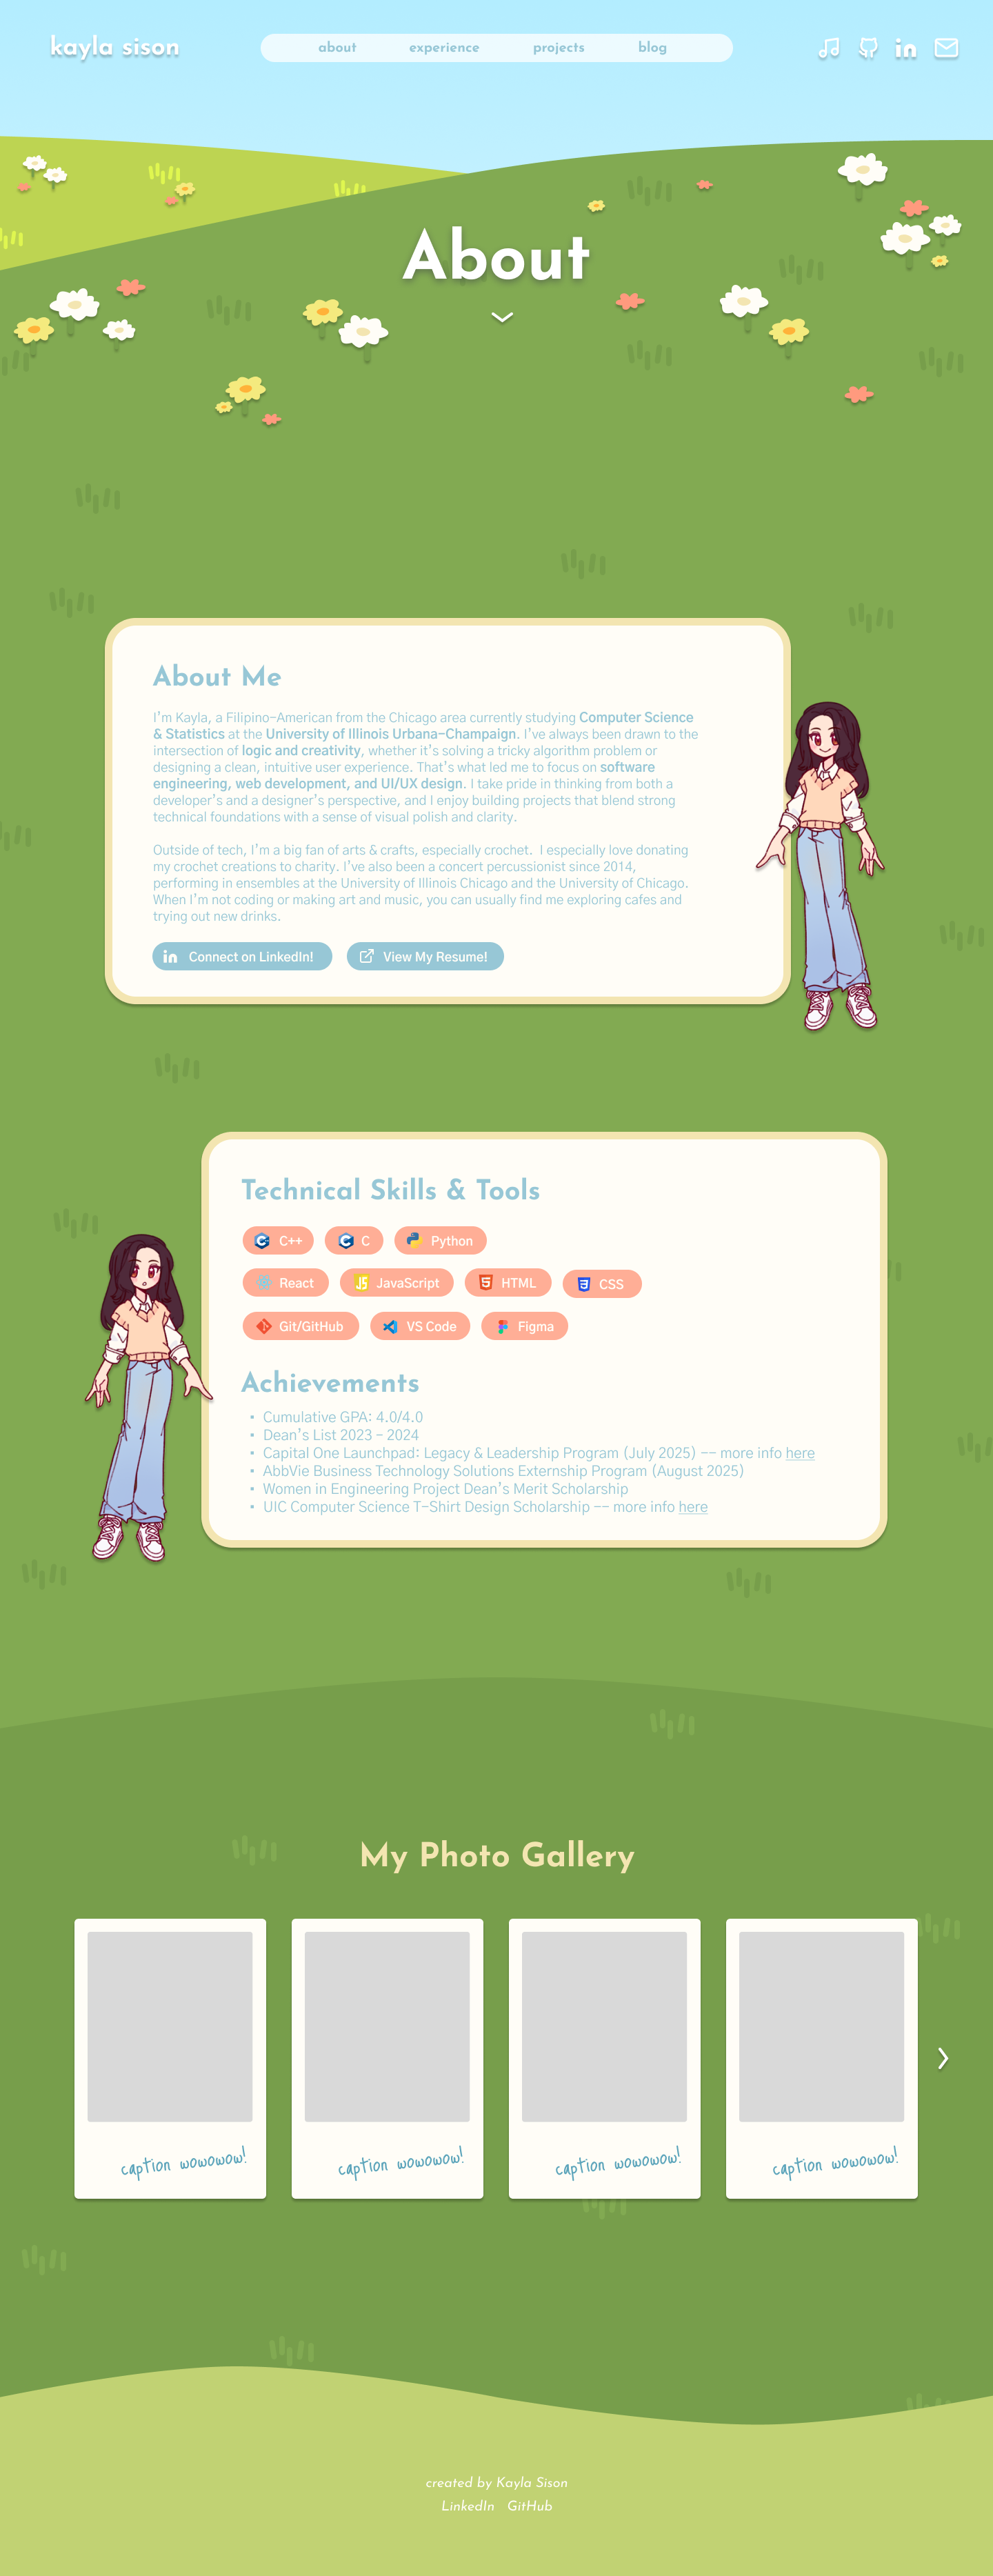 kayla sison
about experience projects blog
About
About Me
I'm Kayla, a Filipino-American from the Chicago area currently studying Computer Science
& Statistics at the University of Illinois Urbana-Champaign. I've always been drawn to the
intersection of logic and creativity, whether it's solving a tricky algorithm problem or
designing a clean, intuitive user experience. That's what led me to focus on software
engineering, web development, and UI/UX design. I take pride in thinking from both a
developer's and a designer's perspective, and I enjoy building projects that blend strong
technical foundations with a sense of visual polish and clarity.
Outside of tech, I'm a big fan of arts & crafts, especially crochet. I especially love donating
my crochet creations to charity. I've also been a concert percussionist since 2014,
performing in ensembles at the University of Illinois Chicago and the University of Chicago.
When I'm not coding or making art and music, you can usually find me exploring cafes and
trying out new drinks.
Connect on LinkedIn! View My Resume!
Technical Skills & Tools
C++ C Python
React JavaScript HTML CSS
Git/GitHub VS Code Figma
Achievements
• Cumulative GPA: 4.0/4.0
• Dean's List 2023 - 2024
• Capital One Launchpad: Legacy & Leadership Program (July 2025) -- more info here
• AbbVie Business Technology Solutions Externship Program (August 2025)
• Women in Engineering Project Dean's Merit Scholarship
• UIC Computer Science T-Shirt Design Scholarship -- more info here
My Photo Gallery
caption wowowow! caption wowowow! caption wowowow! caption wowowow!
created by Kayla Sison
LinkedIn GitHub